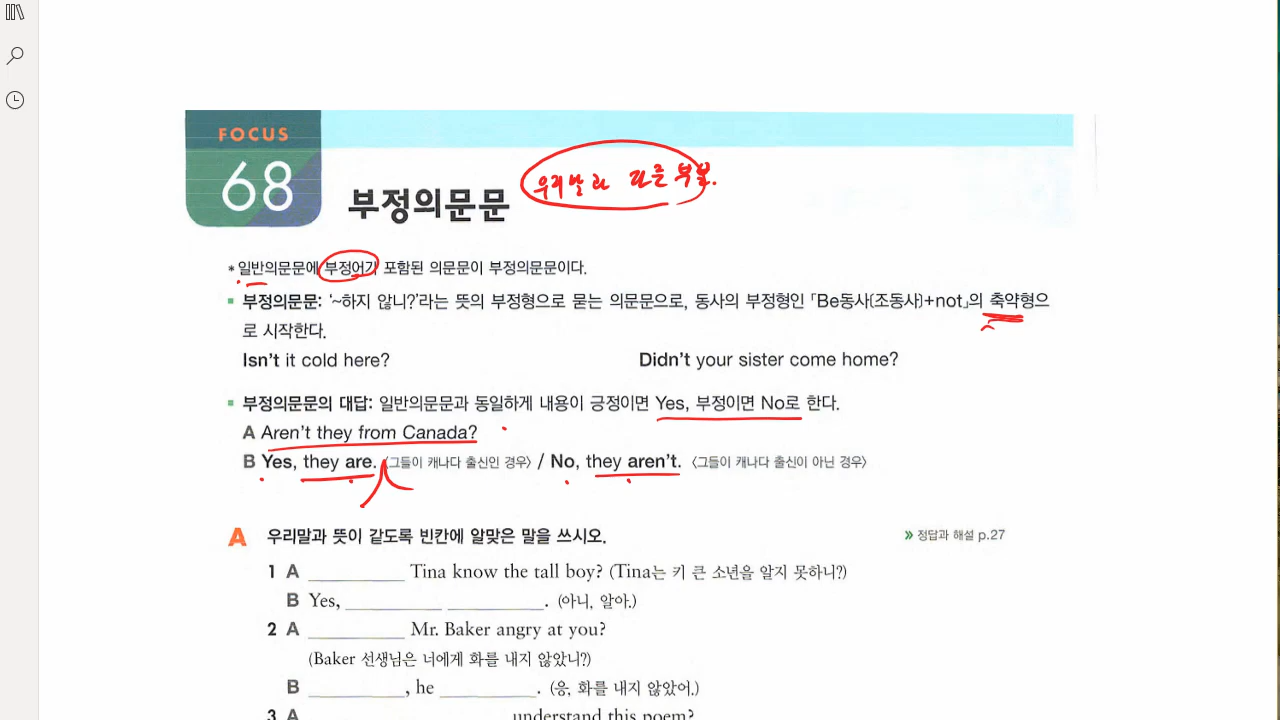 FOCUS
68
부정의문문
우리말과 다른 부분.
* 일반의문문에 부정어가 포함된 의문문이 부정의문문이다.
▪ 부정의문문: '~하지 않니?'라는 뜻의 부정형으로 묻는 의문문으로, 동사의 부정형인 「Be동사(조동사)+not」의 축약형으
로 시작한다.
Isn't it cold here? Didn't your sister come home?
▪ 부정의문문의 대답: 일반의문문과 동일하게 내용이 긍정이면 Yes, 부정이면 No로 한다.
A Aren't they from Canada?
B Yes, they are. 〈그들이 캐나다 출신인 경우〉 / No, they aren't. 〈그들이 캐나다 출신이 아닌 경우〉
A 우리말과 뜻이 같도록 빈칸에 알맞은 말을 쓰시오. » 정답과 해설 p.27
1 A __________ Tina know the tall boy? (Tina는 키 큰 소년을 알지 못하니?)
B Yes, __________ __________. (아니, 알아.)
2 A __________ Mr. Baker angry at you?
(Baker 선생님은 너에게 화를 내지 않았니?)
B __________, he __________. (응, 화를 내지 않았어.)
3 A __________ __________ understand this poem?